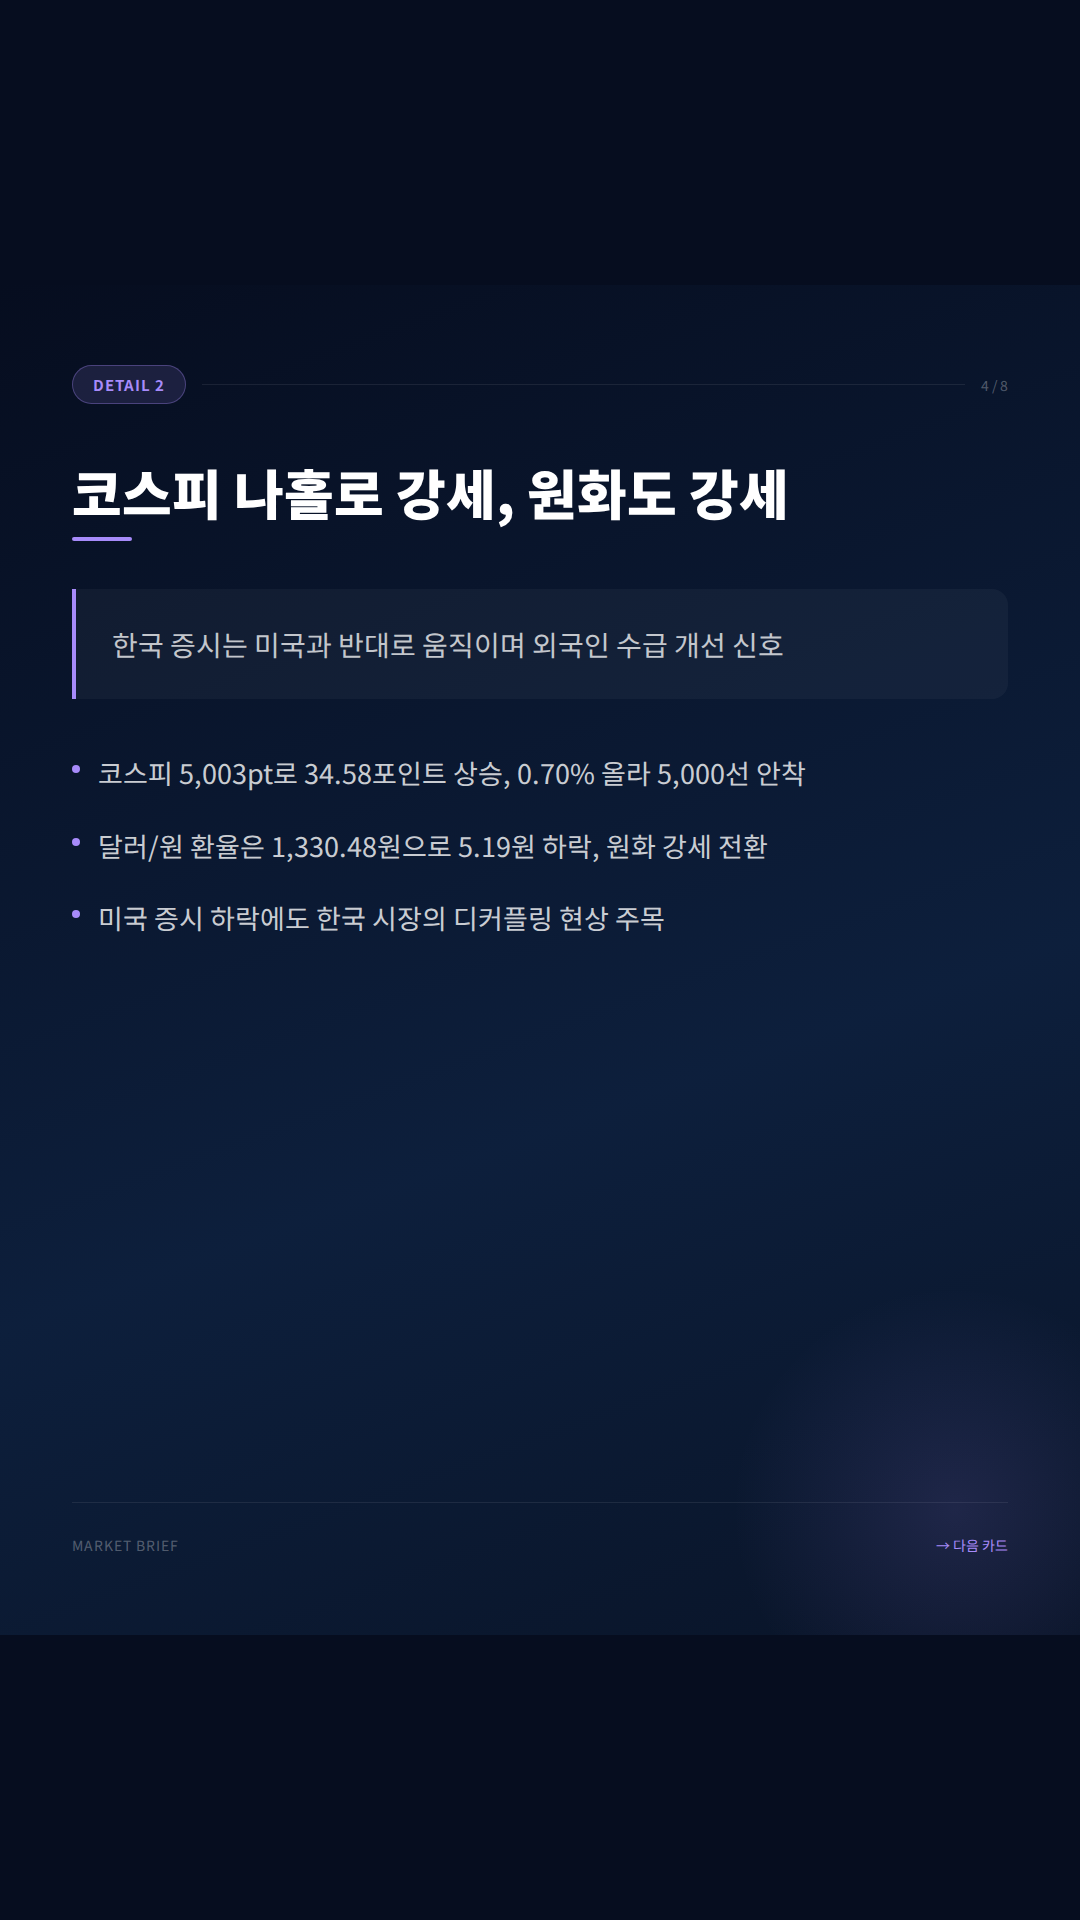 DETAIL 2
4 / 8
코스피 나홀로 강세, 원화도 강세
한국 증시는 미국과 반대로 움직이며 외국인 수급 개선 신호
코스피 5,003pt로 34.58포인트 상승, 0.70% 올라 5,000선 안착
달러/원 환율은 1,330.48원으로 5.19원 하락, 원화 강세 전환
미국 증시 하락에도 한국 시장의 디커플링 현상 주목
MARKET BRIEF
→ 다음 카드